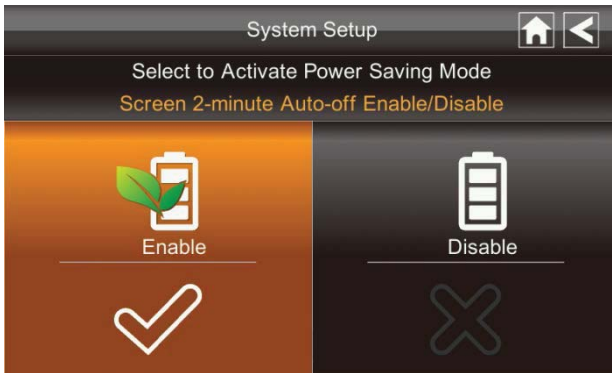 System Setup
Select to Activate Power Saving Mode
Screen 2-minute Auto-off Enable/Disable
Enable
Disable